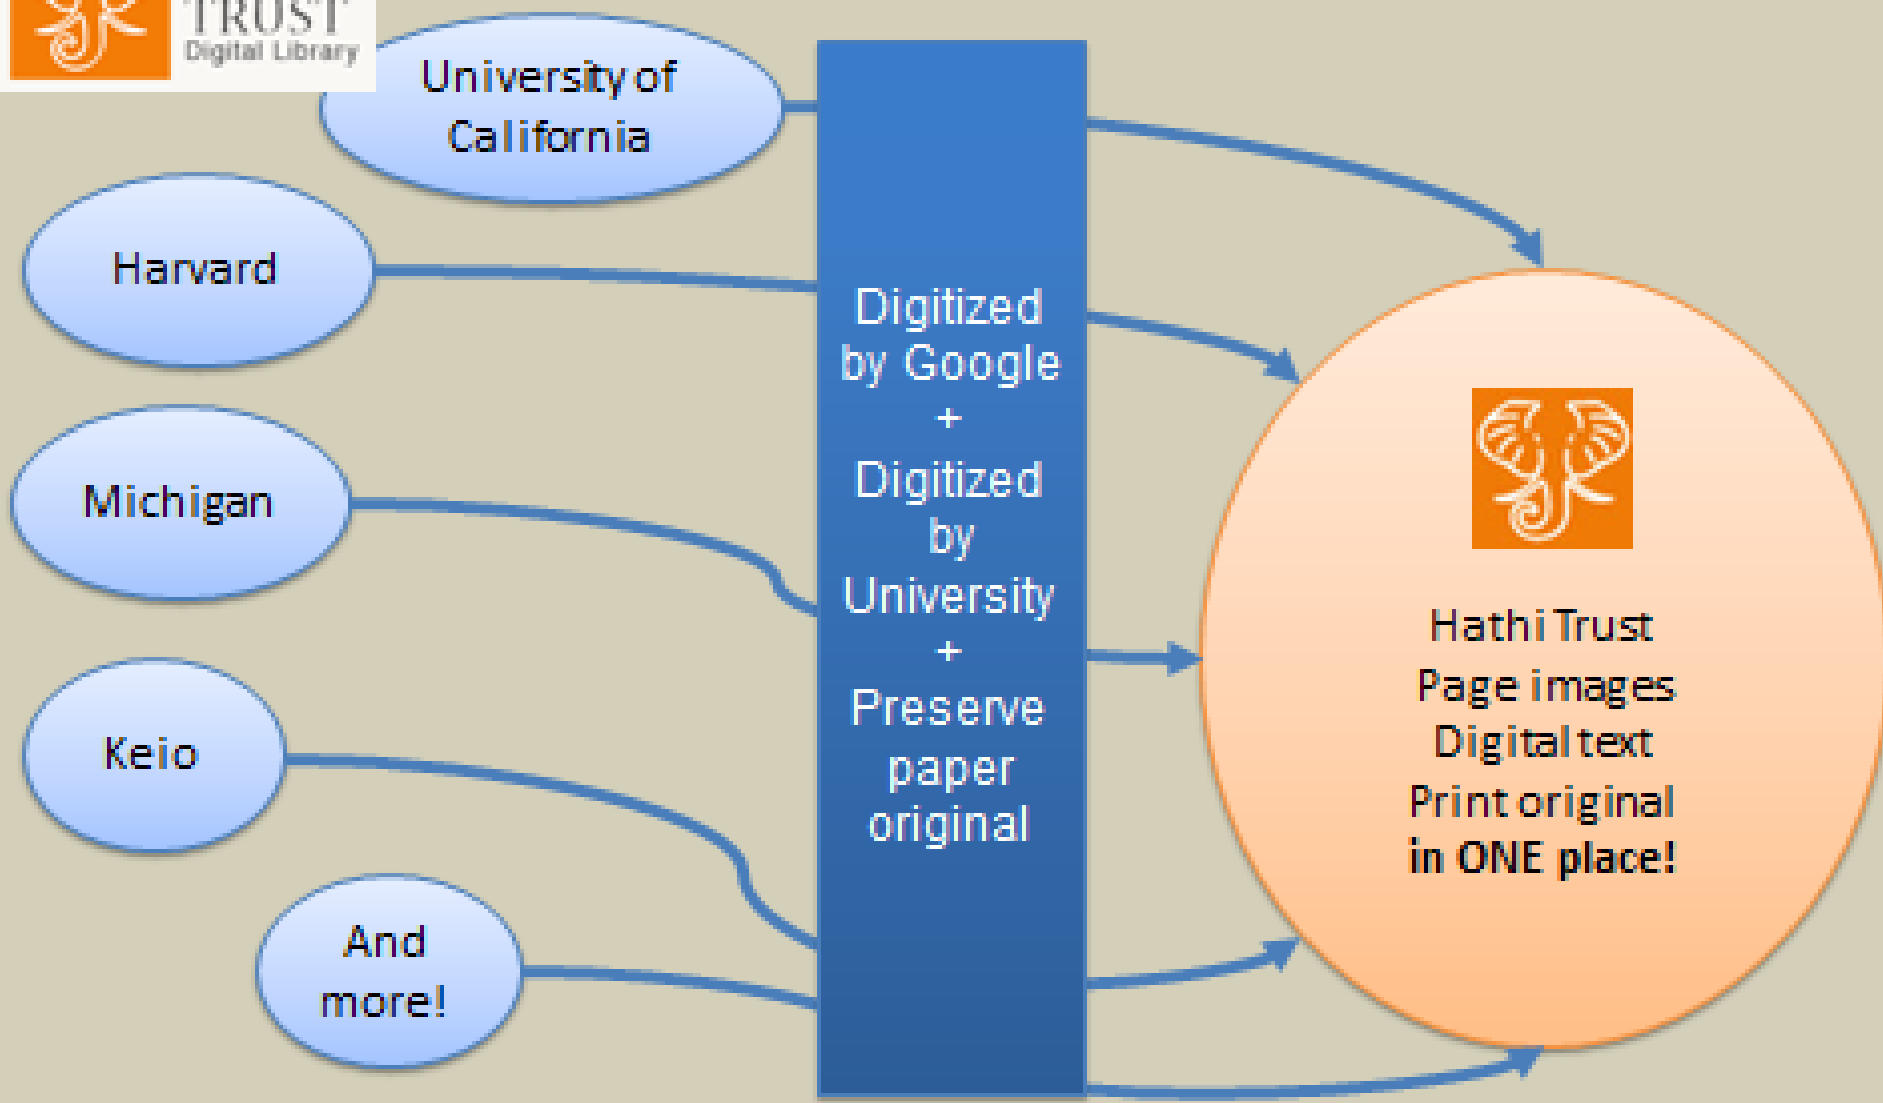 TRUST
Digital Library
University of
California
Harvard
Michigan
Keio
And
more!
Digitized
by Google
+
Digitized
by
University
+
Preserve
paper
original
Hathi Trust
Page images
Digital text
Print original
in ONE place!